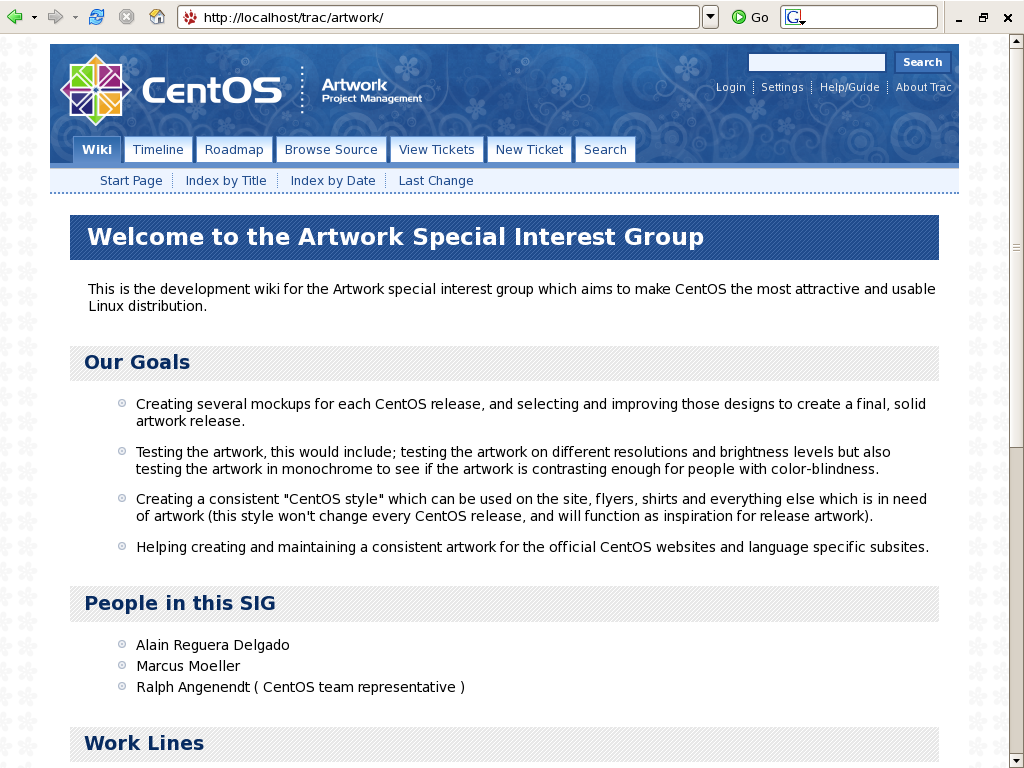 http://localhost/trac/artwork/
Go
G
CentOS
Artwork
Project Management
Search
Login
Settings
Help/Guide
About Trac
Wiki
Timeline
Roadmap
Browse Source
View Tickets
New Ticket
Search
Start Page
Index by Title
Index by Date
Last Change
Welcome to the Artwork Special Interest Group
This is the development wiki for the Artwork special interest group which aims to make CentOS the most attractive and usable
Linux distribution.
Our Goals
Creating several mockups for each CentOS release, and selecting and improving those designs to create a final, solid
artwork release.
Testing the artwork, this would include; testing the artwork on different resolutions and brightness levels but also
testing the artwork in monochrome to see if the artwork is contrasting enough for people with color-blindness.
Creating a consistent "CentOS style" which can be used on the site, flyers, shirts and everything else which is in need
of artwork (this style won't change every CentOS release, and will function as inspiration for release artwork).
Helping creating and maintaining a consistent artwork for the official CentOS websites and language specific subsites.
People in this SIG
Alain Reguera Delgado
Marcus Moeller
Ralph Angenendt ( CentOS team representative )
Work Lines